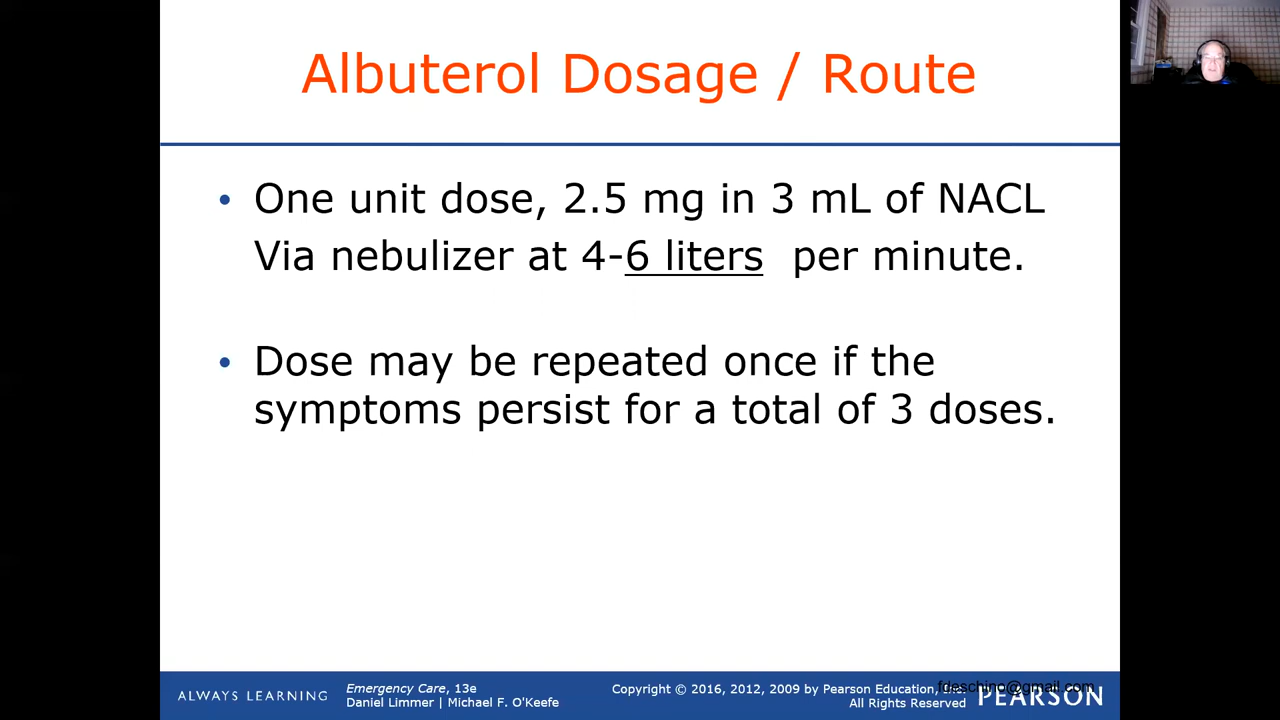 Albuterol Dosage / Route
• One unit dose, 2.5 mg in 3 mL of NACL
Via nebulizer at 4-6 liters per minute.
• Dose may be repeated once if the
symptoms persist for a total of 3 doses.
ALWAYS LEARNING
Emergency Care, 13e
Daniel Limmer | Michael F. O'Keefe
Copyright © 2016, 2012, 2009 by Pearson Education, Inc.
All Rights Reserved
fdeschino@gmail.com
PEARSON